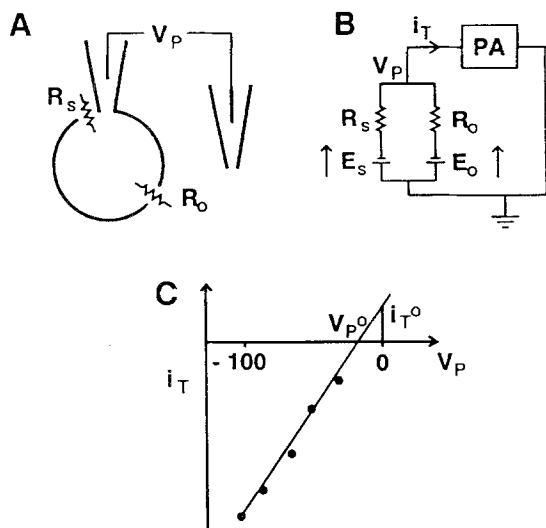 A
V_P
R_s
R_o
B
i_T
PA
V_P
R_s
R_o
E_s
E_o
C
V_P^o
i_T^o
- 100
0
V_P
i_T